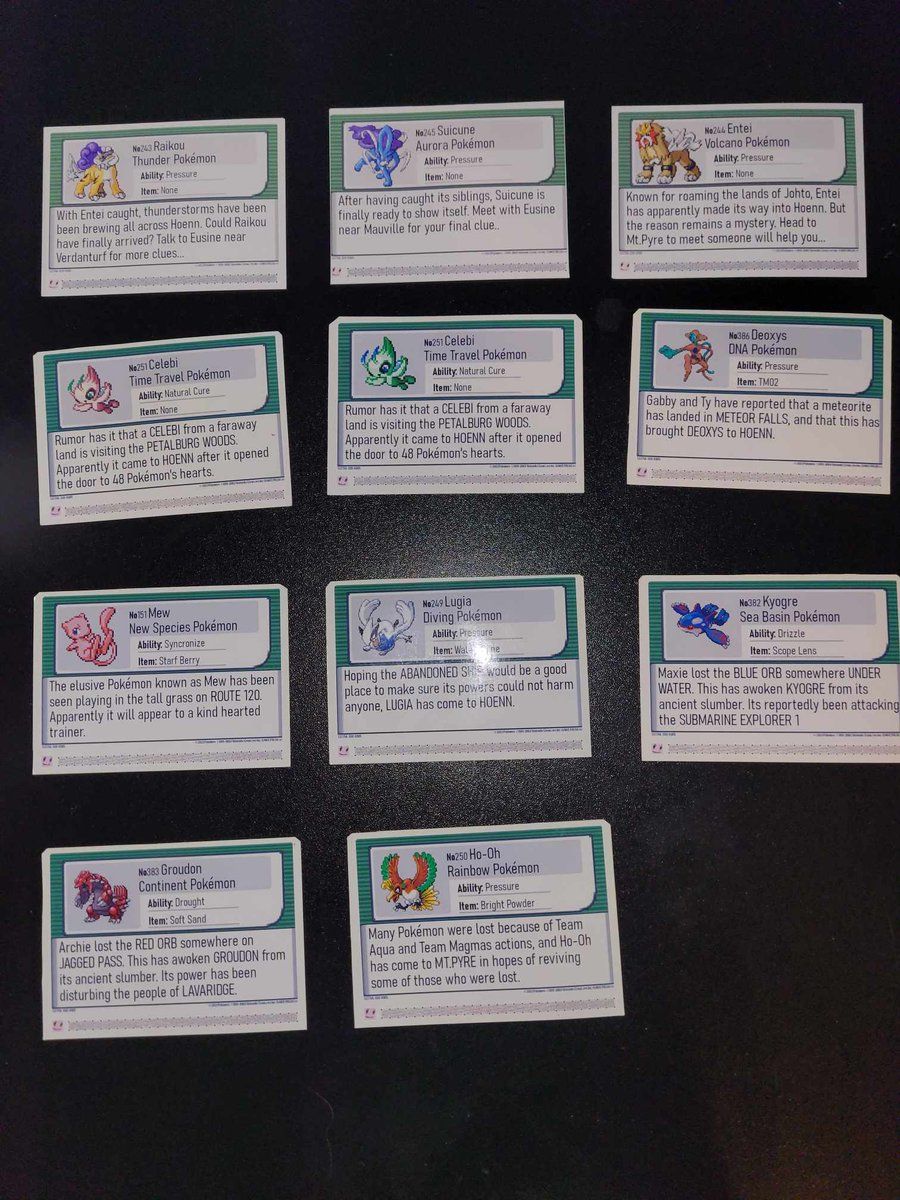 No243 Raikou
Thunder Pokémon
Ability: Pressure
Item: None
With Entei caught, thunderstorms have been
been brewing all across Hoenn. Could Raikou
have finally arrived? Talk to Eusine near
Verdanturf for more clues...
No245 Suicune
Aurora Pokémon
Ability: Pressure
Item: None
After having caught its siblings, Suicune is
finally ready to show itself. Meet with Eusine
near Mauville for your final clue..
No244 Entei
Volcano Pokémon
Ability: Pressure
Item: None
Known for roaming the lands of Johto, Entei
has apparently made its way into Hoenn. But
the reason remains a mystery. Head to
Mt.Pyre to meet someone will help you...
No251 Celebi
Time Travel Pokémon
Ability: Natural Cure
Item: None
Rumor has it that a CELEBI from a faraway
land is visiting the PETALBURG WOODS.
Apparently it came to HOENN after it opened
the door to 48 Pokémon's hearts.
No251 Celebi
Time Travel Pokémon
Ability: Natural Cure
Item: None
Rumor has it that a CELEBI from a faraway
land is visiting the PETALBURG WOODS.
Apparently it came to HOENN after it opened
the door to 48 Pokémon's hearts.
No386 Deoxys
DNA Pokémon
Ability: Pressure
Item: TM02
Gabby and Ty have reported that a meteorite
has landed in METEOR FALLS, and that this has
brought DEOXYS to HOENN.
No151 Mew
New Species Pokémon
Ability: Syncronize
Item: Starf Berry
The elusive Pokémon known as Mew has been
seen playing in the tall grass on ROUTE 120.
Apparently it will appear to a kind hearted
trainer.
No249 Lugia
Diving Pokémon
Ability: Pressure
Item:
Hoping the ABANDONED SHIP would be a good
place to make sure its powers could not harm
anyone, LUGIA has come to HOENN.
No382 Kyogre
Sea Basin Pokémon
Ability: Drizzle
Item: Scope Lens
Maxie lost the BLUE ORB somewhere UNDER
WATER. This has awoken KYOGRE from its
ancient slumber. Its reportedly been attacking
the SUBMARINE EXPLORER 1
No383 Groudon
Continent Pokémon
Ability: Drought
Item: Soft Sand
Archie lost the RED ORB somewhere on
JAGGED PASS. This has awoken GROUDON from
its ancient slumber. Its power has been
disturbing the people of LAVARIDGE.
No250 Ho-Oh
Rainbow Pokémon
Ability: Pressure
Item: Bright Powder
Many Pokémon were lost because of Team
Aqua and Team Magmas actions, and Ho-Oh
has come to MT.PYRE in hopes of reviving
some of those who were lost.